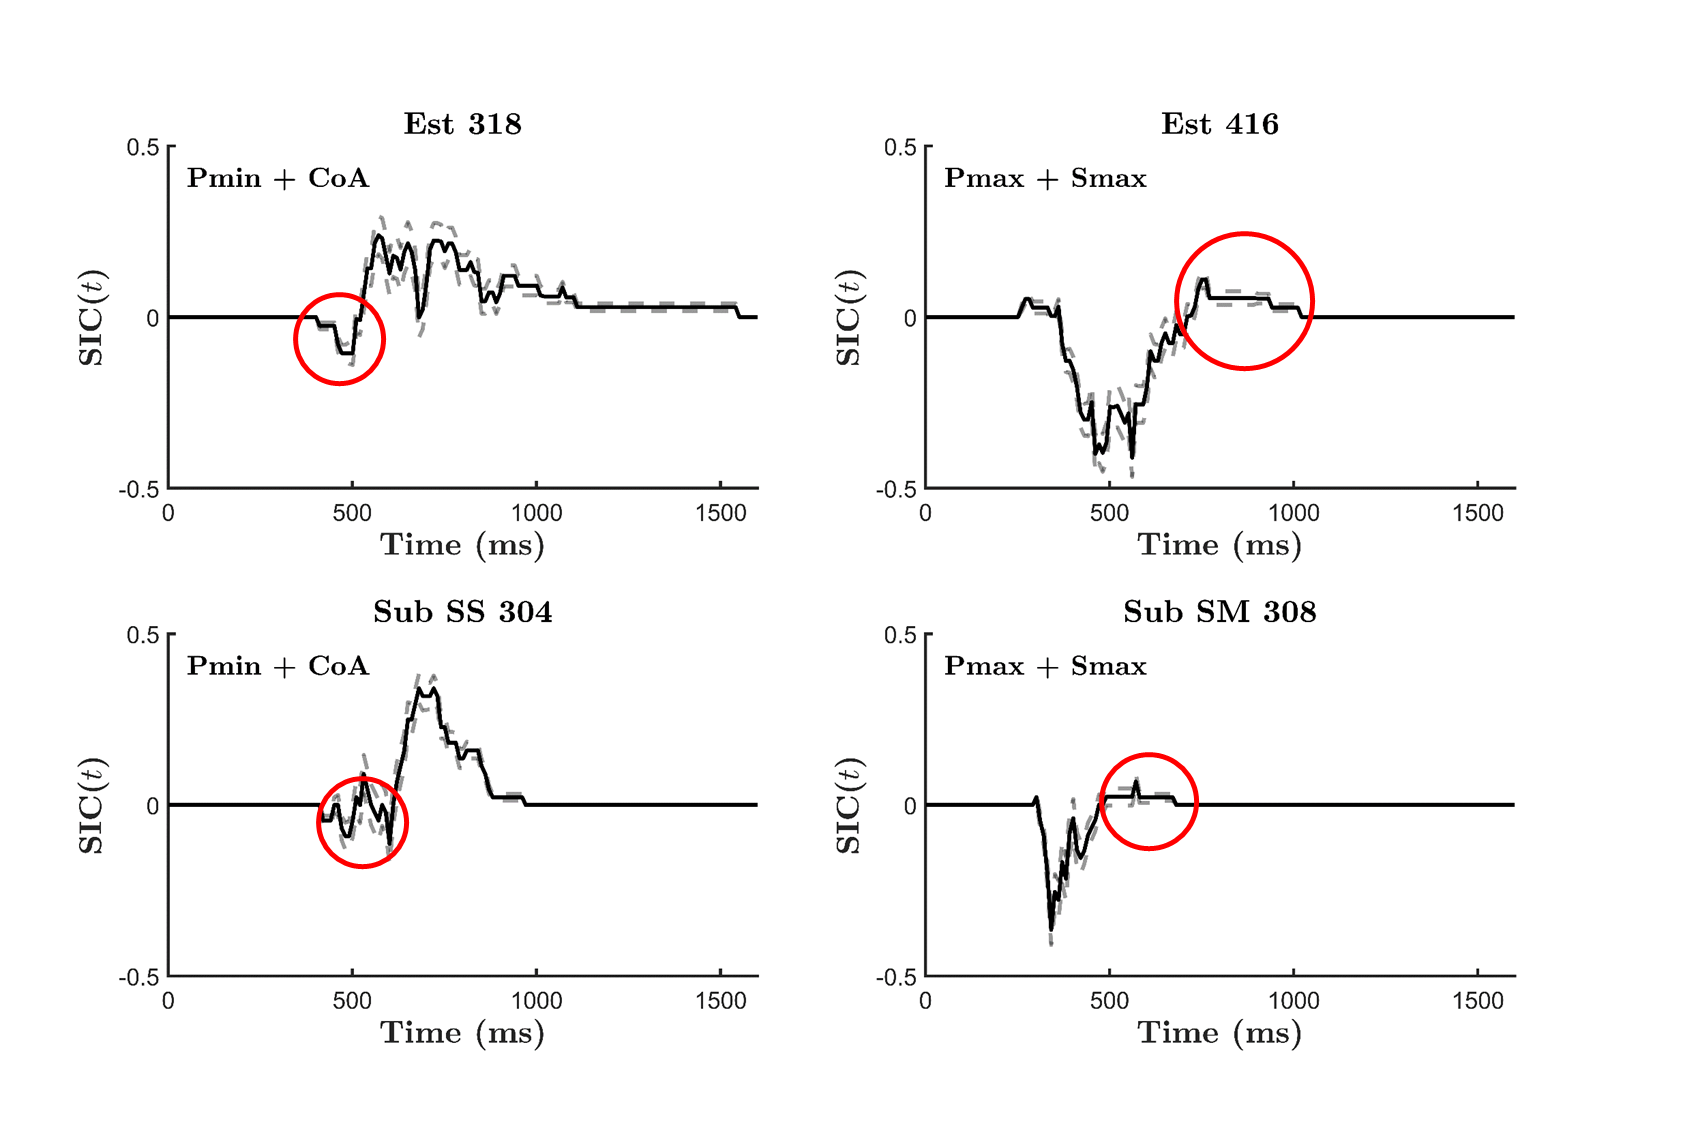 Est 318
0.5
Pmin + CoA
SIC(t)
0
-0.5
0 500 1000 1500
Time (ms)
Est 416
0.5
Pmax + Smax
SIC(t)
0
-0.5
0 500 1000 1500
Time (ms)
Sub SS 304
0.5
Pmin + CoA
SIC(t)
0
-0.5
0 500 1000 1500
Time (ms)
Sub SM 308
0.5
Pmax + Smax
SIC(t)
0
-0.5
0 500 1000 1500
Time (ms)